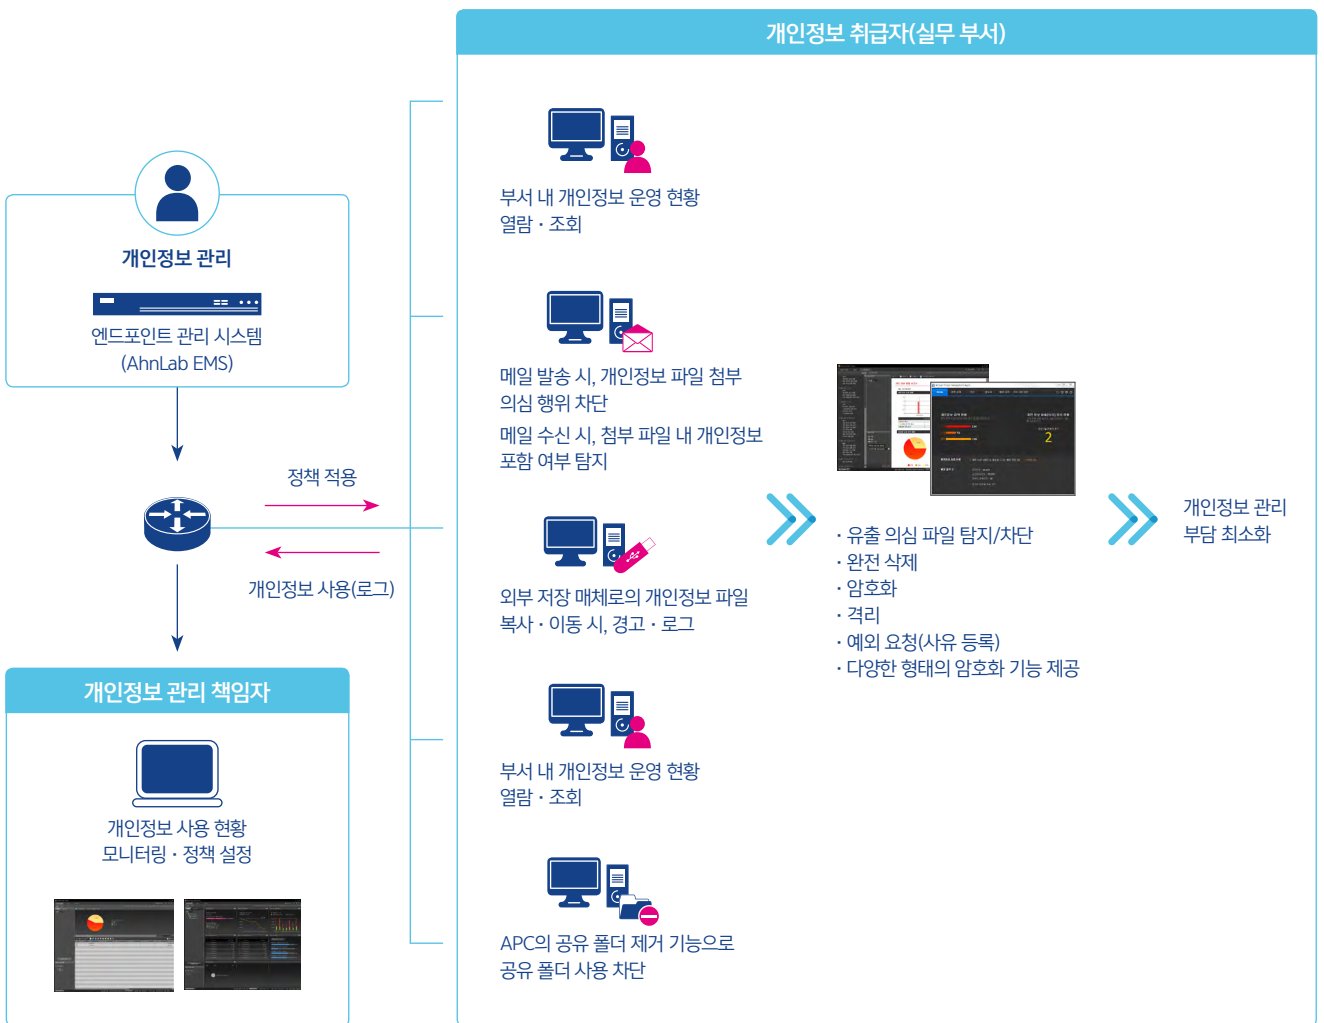 개인정보 취급자(실무 부서)
개인정보 관리
엔드포인트 관리 시스템
(AhnLab EMS)
정책 적용
개인정보 사용(로그)
개인정보 관리 책임자
개인정보 사용 현황
모니터링 · 정책 설정
부서 내 개인정보 운영 현황
열람 · 조회
메일 발송 시, 개인정보 파일 첨부
의심 행위 차단
메일 수신 시, 첨부 파일 내 개인정보
포함 여부 탐지
외부 저장 매체로의 개인정보 파일
복사 · 이동 시, 경고 · 로그
부서 내 개인정보 운영 현황
열람 · 조회
APC의 공유 폴더 제거 기능으로
공유 폴더 사용 차단
2
· 유출 의심 파일 탐지/차단
· 완전 삭제
· 암호화
· 격리
· 예외 요청(사유 등록)
· 다양한 형태의 암호화 기능 제공
개인정보 관리
부담 최소화